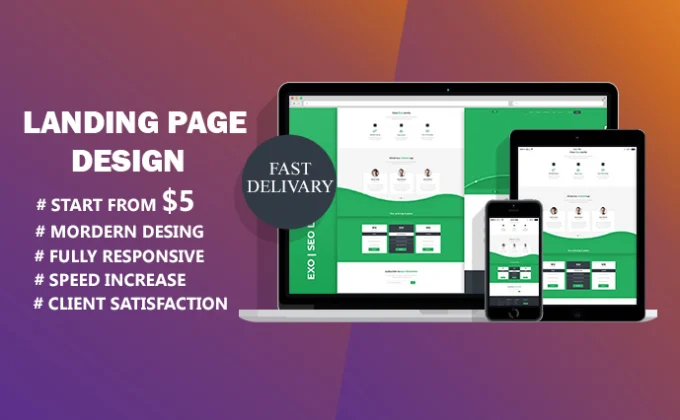 LANDING PAGE
DESIGN
# START FROM $5
# MORDERN DESING
# FULLY RESPONSIVE
# SPEED INCREASE
# CLIENT SATISFACTION
FAST
DELIVARY
EXO | SEO L